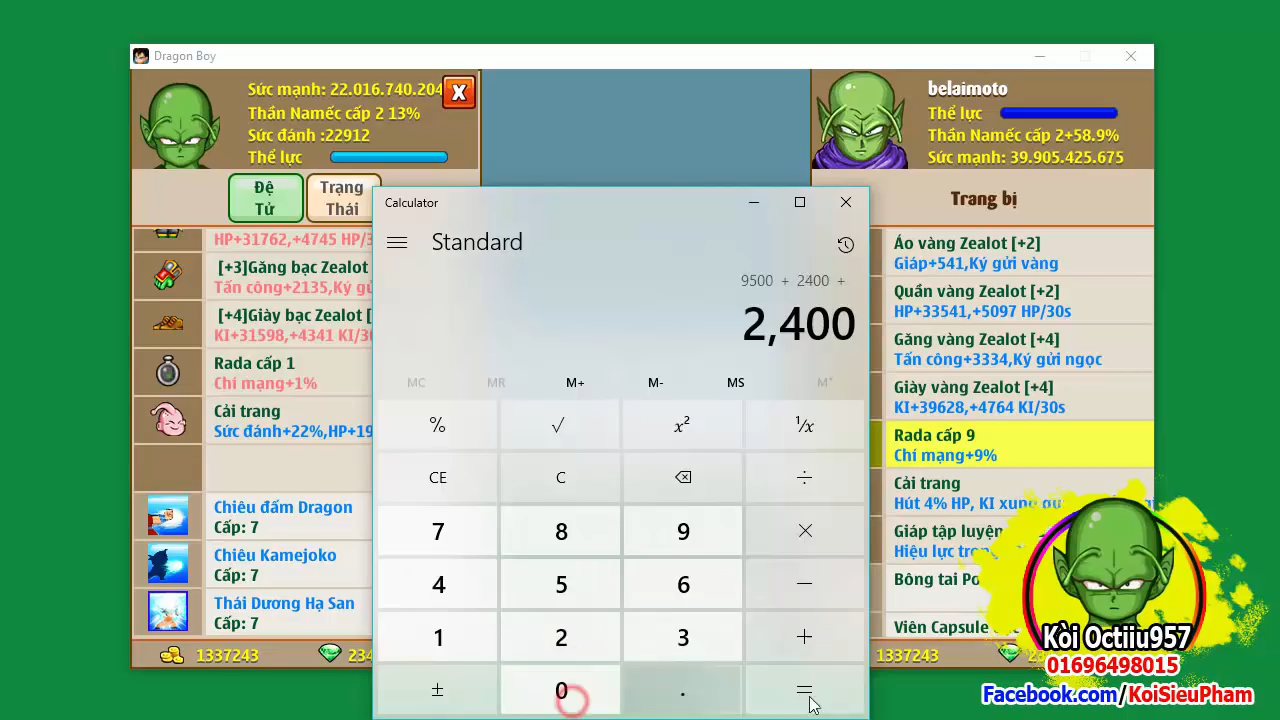 Dragon Boy
Sức mạnh: 22.016.740.204
Thần Namếc cấp 2 13%
Sức đánh :22912
Thể lực
X
Đệ
Tử
Trạng
Thái
HP+31762,+4745 HP/3
[+3]Găng bạc Zealot
Tấn công+2135,Ký gử
[+4]Giày bạc Zealot [
KI+31598,+4341 KI/3
Rada cấp 1
Chí mạng+1%
Cải trang
Sức đánh+22%,HP+19
Chiêu đấm Dragon
Cấp: 7
Chiêu Kamejoko
Cấp: 7
Thái Dương Hạ San
Cấp: 7
1337243
234
Calculator
Standard
9500 + 2400 +
2,400
MC MR M+ M- MS M˅
% √ x² ¹/x
CE C ⌫ ÷
7 8 9 ×
4 5 6 −
1 2 3 +
± 0 . =
belaimoto
Thể lực
Thần Namếc cấp 2+58.9%
Sức mạnh: 39.905.425.675
Trang bị
Áo vàng Zealot [+2]
Giáp+541,Ký gửi vàng
Quần vàng Zealot [+2]
HP+33541,+5097 HP/30s
Găng vàng Zealot [+4]
Tấn công+3334,Ký gửi ngọc
Giày vàng Zealot [+4]
KI+39628,+4764 KI/30s
Rada cấp 9
Chí mạng+9%
Cải trang
Hút 4% HP, KI xung qu
Giáp tập luyện
Hiệu lực tron
Bông tai Po
Viên Capsule
1337243
Kòi Octiiu957
01696498015
Facebook.com/KoiSieuPham